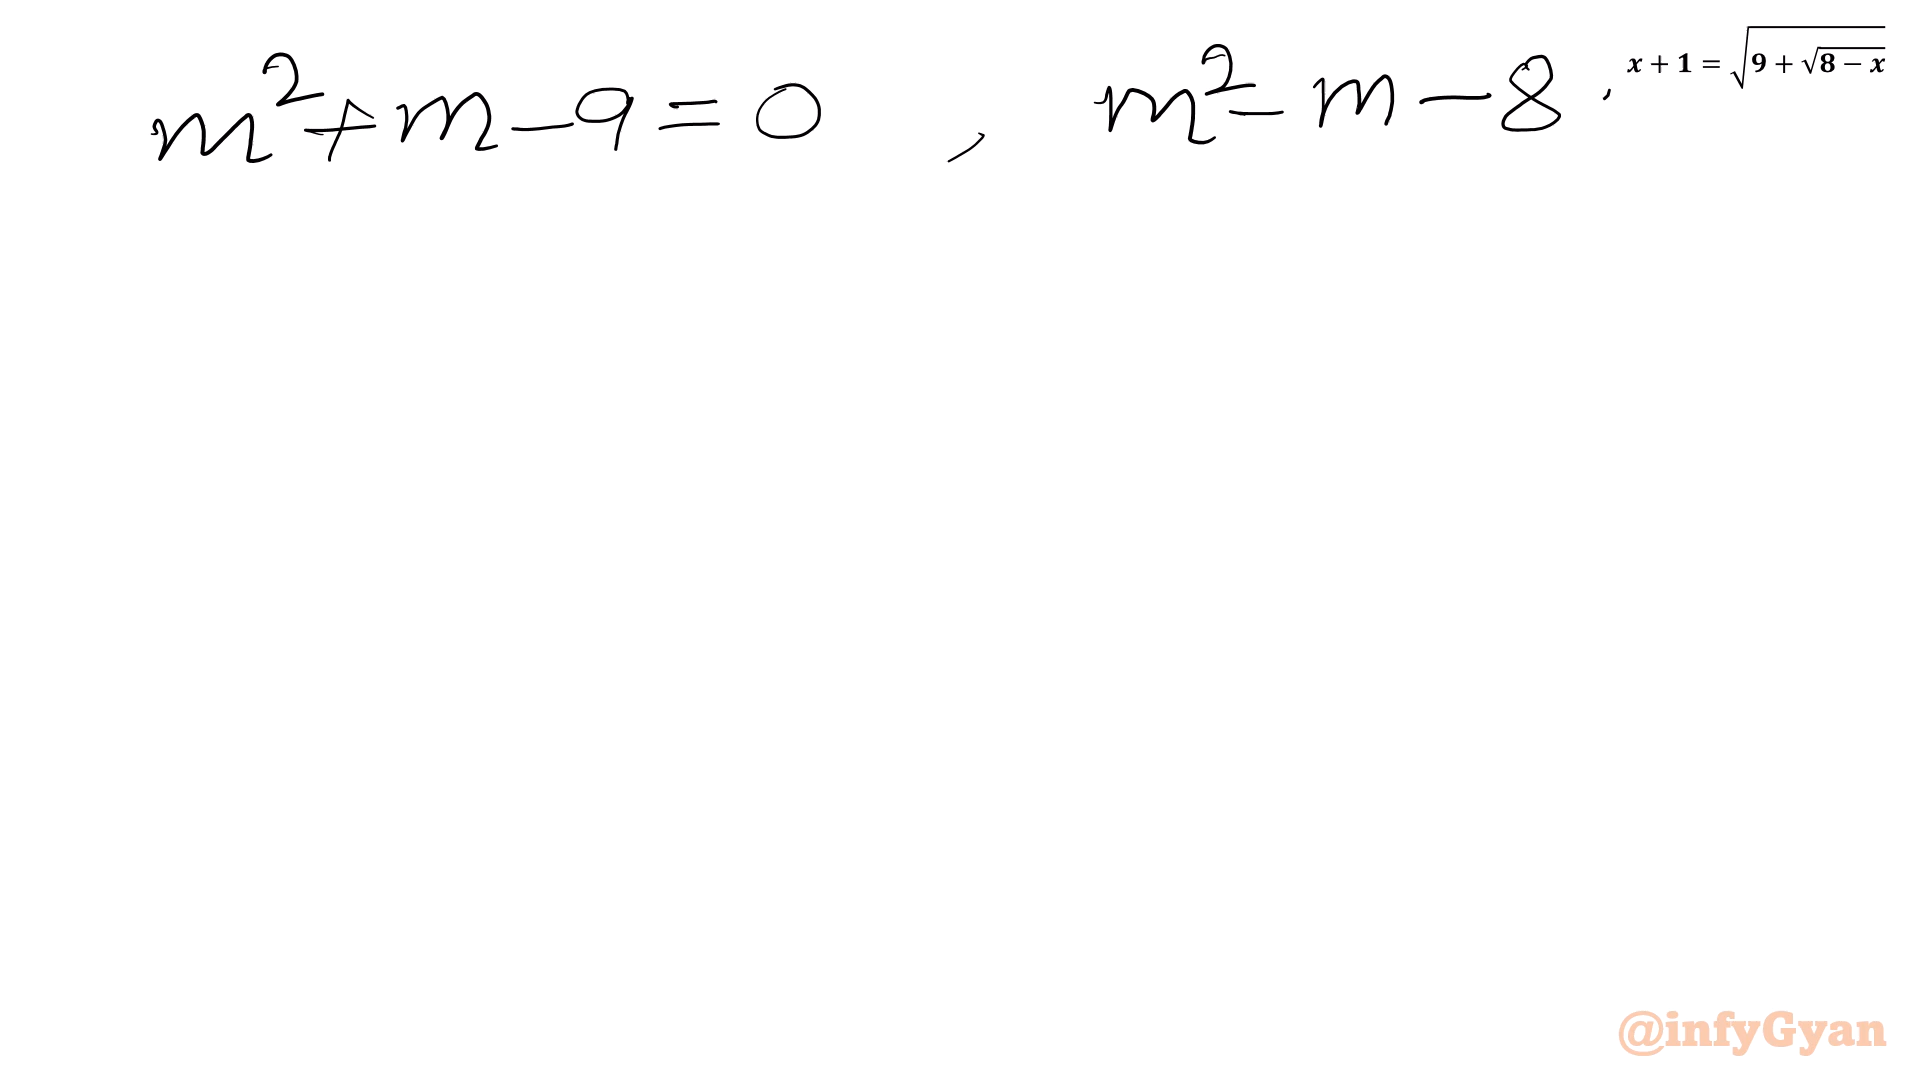 m² + m - 9 = 0 , m² - m - 8 , x + 1 = √(9 + √(8 − x))
@infyGyan